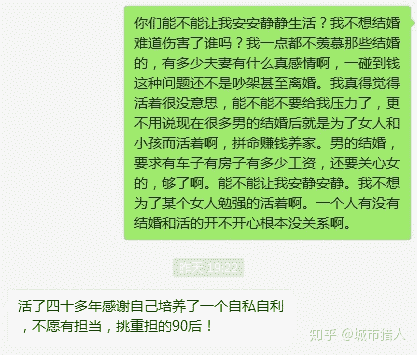 你们能不能让我安安静静生活？我不想结婚
难道伤害了谁吗？我一点都不羡慕那些结婚
的，有多少夫妻有什么真感情啊，一碰到钱
这种问题还不是吵架甚至离婚。我真得觉得
活着很没意思，能不能不要给我压力了，更
不用说现在很多男的结婚后就是为了女人和
小孩而活着啊，拼命赚钱养家。男的结婚，
要求有车子有房子有多少工资，还要关心女
的，够了啊。能不能让我安静安静。我不想
为了某个女人勉强的活着啊。一个人有没有
结婚和活的开不开心根本没关系啊。
活了四十多年感谢自己培养了一个自私自利
，不愿有担当，挑重担的90后！
知乎 @城市猎人